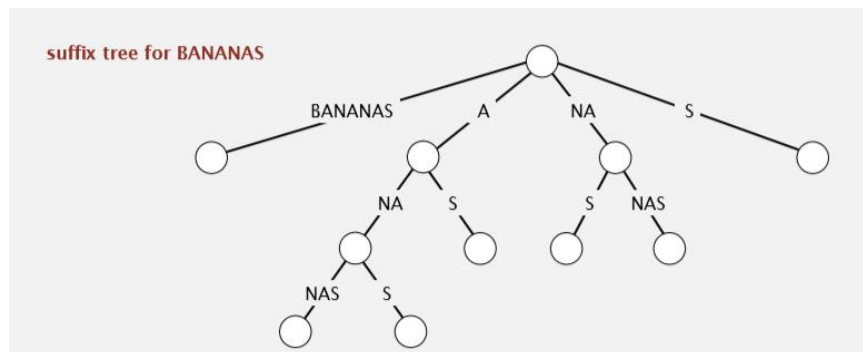 suffix tree for BANANAS
BANANAS A NA S
NA S S NAS
NAS S